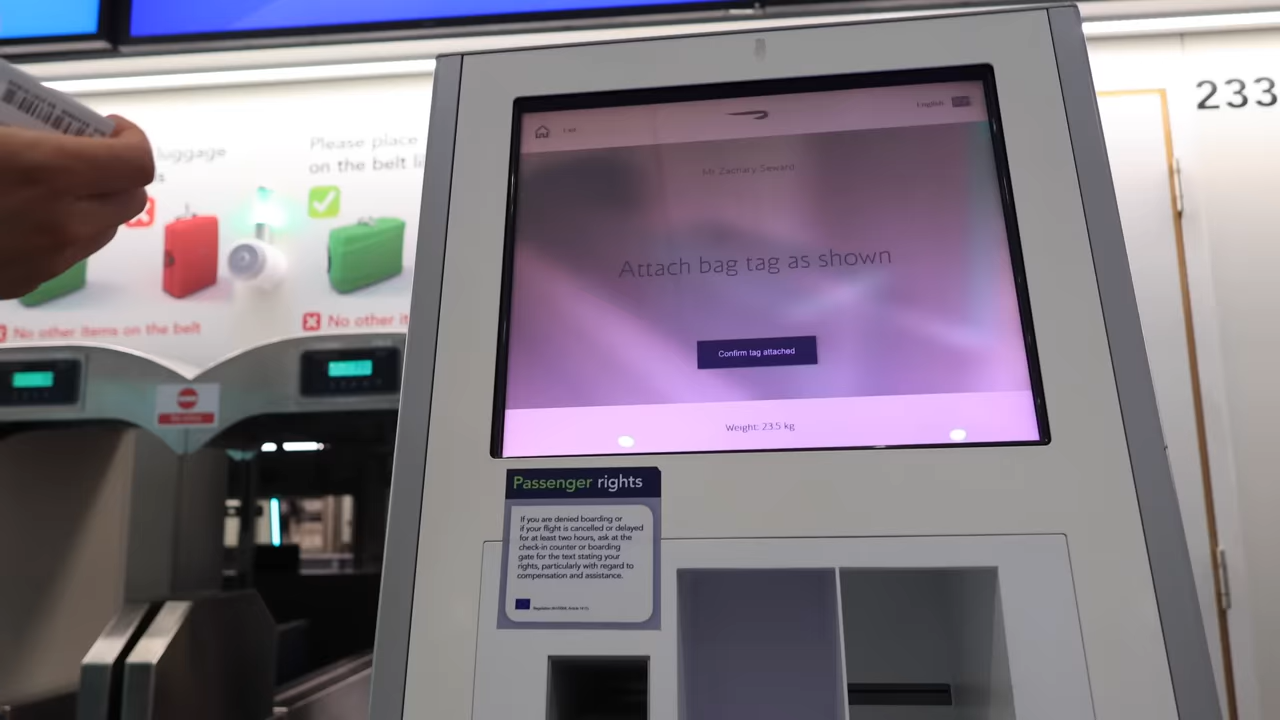 luggage
Please place
on the belt
No other items on the belt
No other it
233
English
Mr Zachary Seward
Attach bag tag as shown
Confirm tag attached
Weight: 23.5 kg
Passenger rights
If you are denied boarding or
if your flight is cancelled or delayed
for at least two hours, ask at the
check-in counter or boarding
gate for the text stating your
rights, particularly with regard to
compensation and assistance.